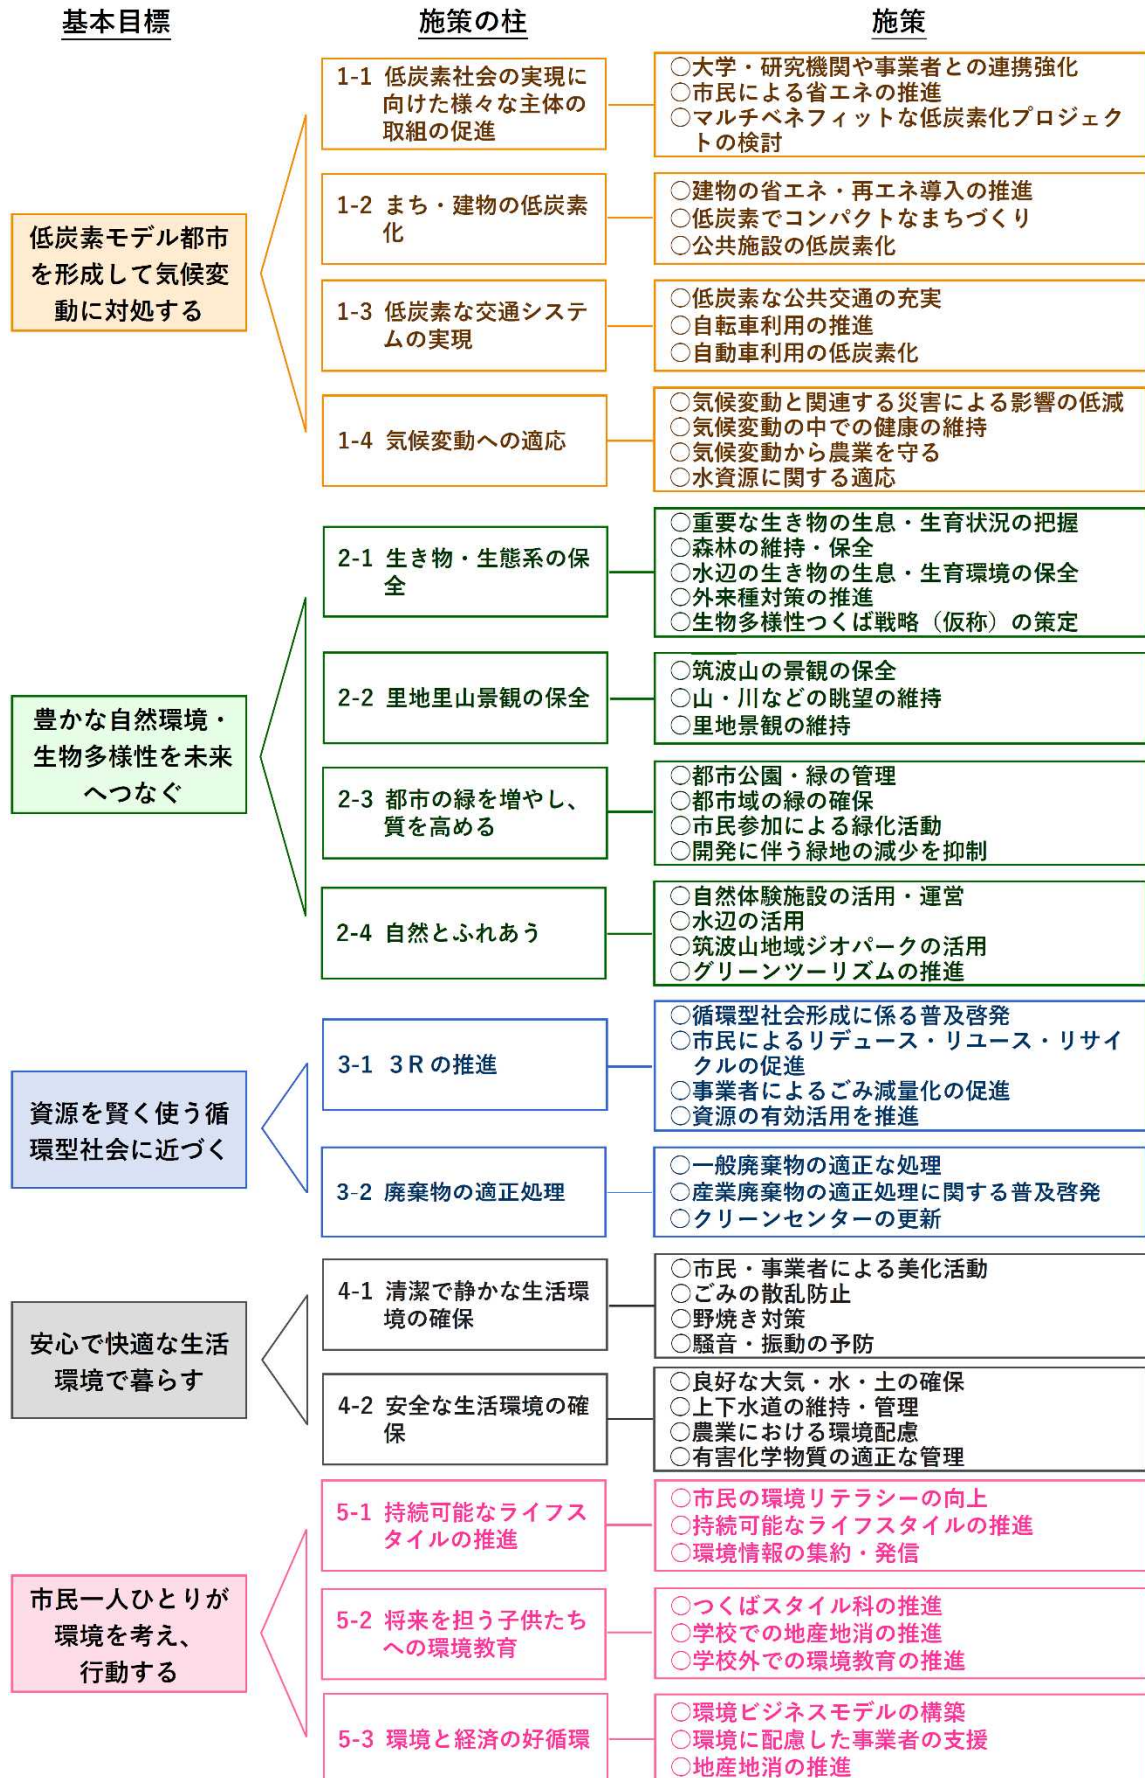 基本目標
施策の柱
施策
低炭素モデル都市
を形成して気候変
動に対処する
1-1 低炭素社会の実現に
向けた様々な主体の
取組の促進
○大学・研究機関や事業者との連携強化
○市民による省エネの推進
○マルチベネフィットな低炭素化プロジェク
トの検討
1-2 まち・建物の低炭素
化
○建物の省エネ・再エネ導入の推進
○低炭素でコンパクトなまちづくり
○公共施設の低炭素化
1-3 低炭素な交通システ
ムの実現
○低炭素な公共交通の充実
○自転車利用の推進
○自動車利用の低炭素化
1-4 気候変動への適応
○気候変動と関連する災害による影響の低減
○気候変動の中での健康の維持
○気候変動から農業を守る
○水資源に関する適応
豊かな自然環境・
生物多様性を未来
へつなぐ
2-1 生き物・生態系の保
全
○重要な生き物の生息・生育状況の把握
○森林の維持・保全
○水辺の生き物の生息・生育環境の保全
○外来種対策の推進
○生物多様性つくば戦略（仮称）の策定
2-2 里地里山景観の保全
○筑波山の景観の保全
○山・川などの眺望の維持
○里地景観の維持
2-3 都市の緑を増やし、
質を高める
○都市公園・緑の管理
○都市域の緑の確保
○市民参加による緑化活動
○開発に伴う緑地の減少を抑制
2-4 自然とふれあう
○自然体験施設の活用・運営
○水辺の活用
○筑波山地域ジオパークの活用
○グリーンツーリズムの推進
資源を賢く使う循
環型社会に近づく
3-1 3Rの推進
○循環型社会形成に係る普及啓発
○市民によるリデュース・リユース・リサイ
クルの促進
○事業者によるごみ減量化の促進
○資源の有効活用を推進
3-2 廃棄物の適正処理
○一般廃棄物の適正な処理
○産業廃棄物の適正処理に関する普及啓発
○クリーンセンターの更新
安心で快適な生活
環境で暮らす
4-1 清潔で静かな生活環
境の確保
○市民・事業者による美化活動
○ごみの散乱防止
○野焼き対策
○騒音・振動の予防
4-2 安全な生活環境の確
保
○良好な大気・水・土の確保
○上下水道の維持・管理
○農業における環境配慮
○有害化学物質の適正な管理
市民一人ひとりが
環境を考え、
行動する
5-1 持続可能なライフス
タイルの推進
○市民の環境リテラシーの向上
○持続可能なライフスタイルの推進
○環境情報の集約・発信
5-2 将来を担う子供たち
への環境教育
○つくばスタイル科の推進
○学校での地産地消の推進
○学校外での環境教育の推進
5-3 環境と経済の好循環
○環境ビジネスモデルの構築
○環境に配慮した事業者の支援
○地産地消の推進